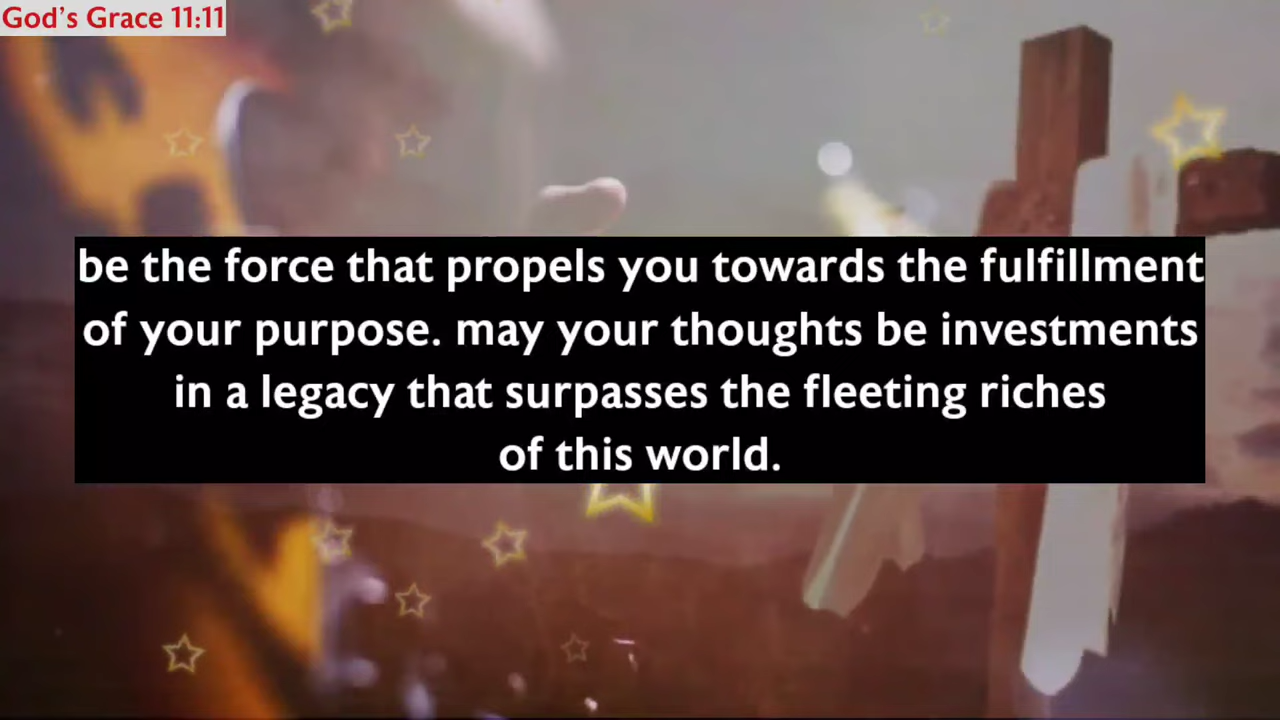 God's Grace 11:11
be the force that propels you towards the fulfillment
of your purpose. may your thoughts be investments
in a legacy that surpasses the fleeting riches
of this world.